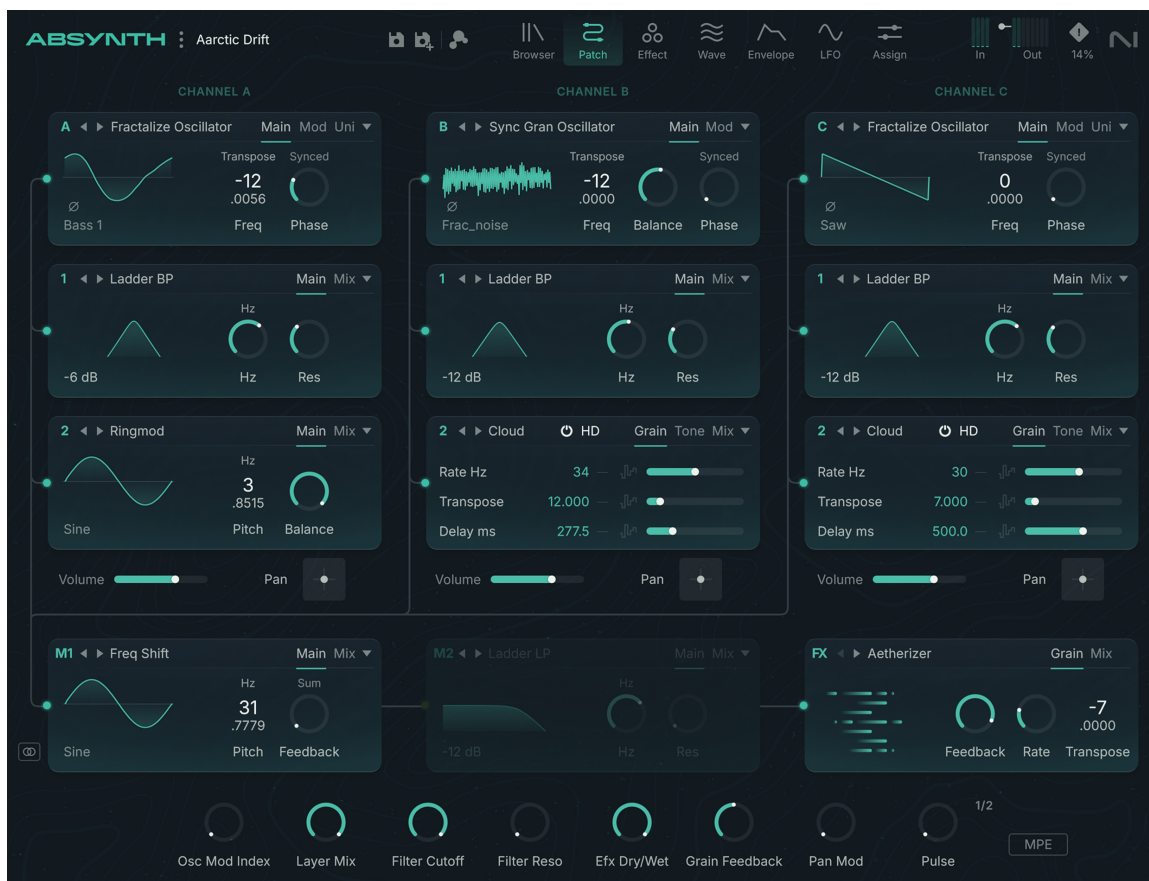 ABSYNTH
Aarctic Drift
Browser
Patch
Effect
Wave
Envelope
LFO
Assign
In
Out
14%
CHANNEL A
CHANNEL B
CHANNEL C
A Fractalize Oscillator Main Mod Uni
Transpose Synced
-12
.0056
Bass 1 Freq Phase
B Sync Gran Oscillator Main Mod
Transpose Synced
-12
.0000
Frac_noise Freq Balance Phase
C Fractalize Oscillator Main Mod Uni
Transpose Synced
0
.0000
Saw Freq Phase
1 Ladder BP Main Mix
Hz
-6 dB Hz Res
1 Ladder BP Main Mix
Hz
-12 dB Hz Res
1 Ladder BP Main Mix
Hz
-12 dB Hz Res
2 Ringmod Main Mix
Hz
3
.8515
Sine Pitch Balance
2 Cloud HD Grain Tone Mix
Rate Hz 34
Transpose 12.000
Delay ms 277.5
2 Cloud HD Grain Tone Mix
Rate Hz 30
Transpose 7.000
Delay ms 500.0
Volume Pan
Volume Pan
Volume Pan
M1 Freq Shift Main Mix
Hz Sum
31
.7779
Sine Pitch Feedback
M2 Ladder LP Main Mix
Hz
-12 dB Hz Res
FX Aetherizer Grain Mix
-7
.0000
Feedback Rate Transpose
1/2
Osc Mod Index
Layer Mix
Filter Cutoff
Filter Reso
Efx Dry/Wet
Grain Feedback
Pan Mod
Pulse
MPE